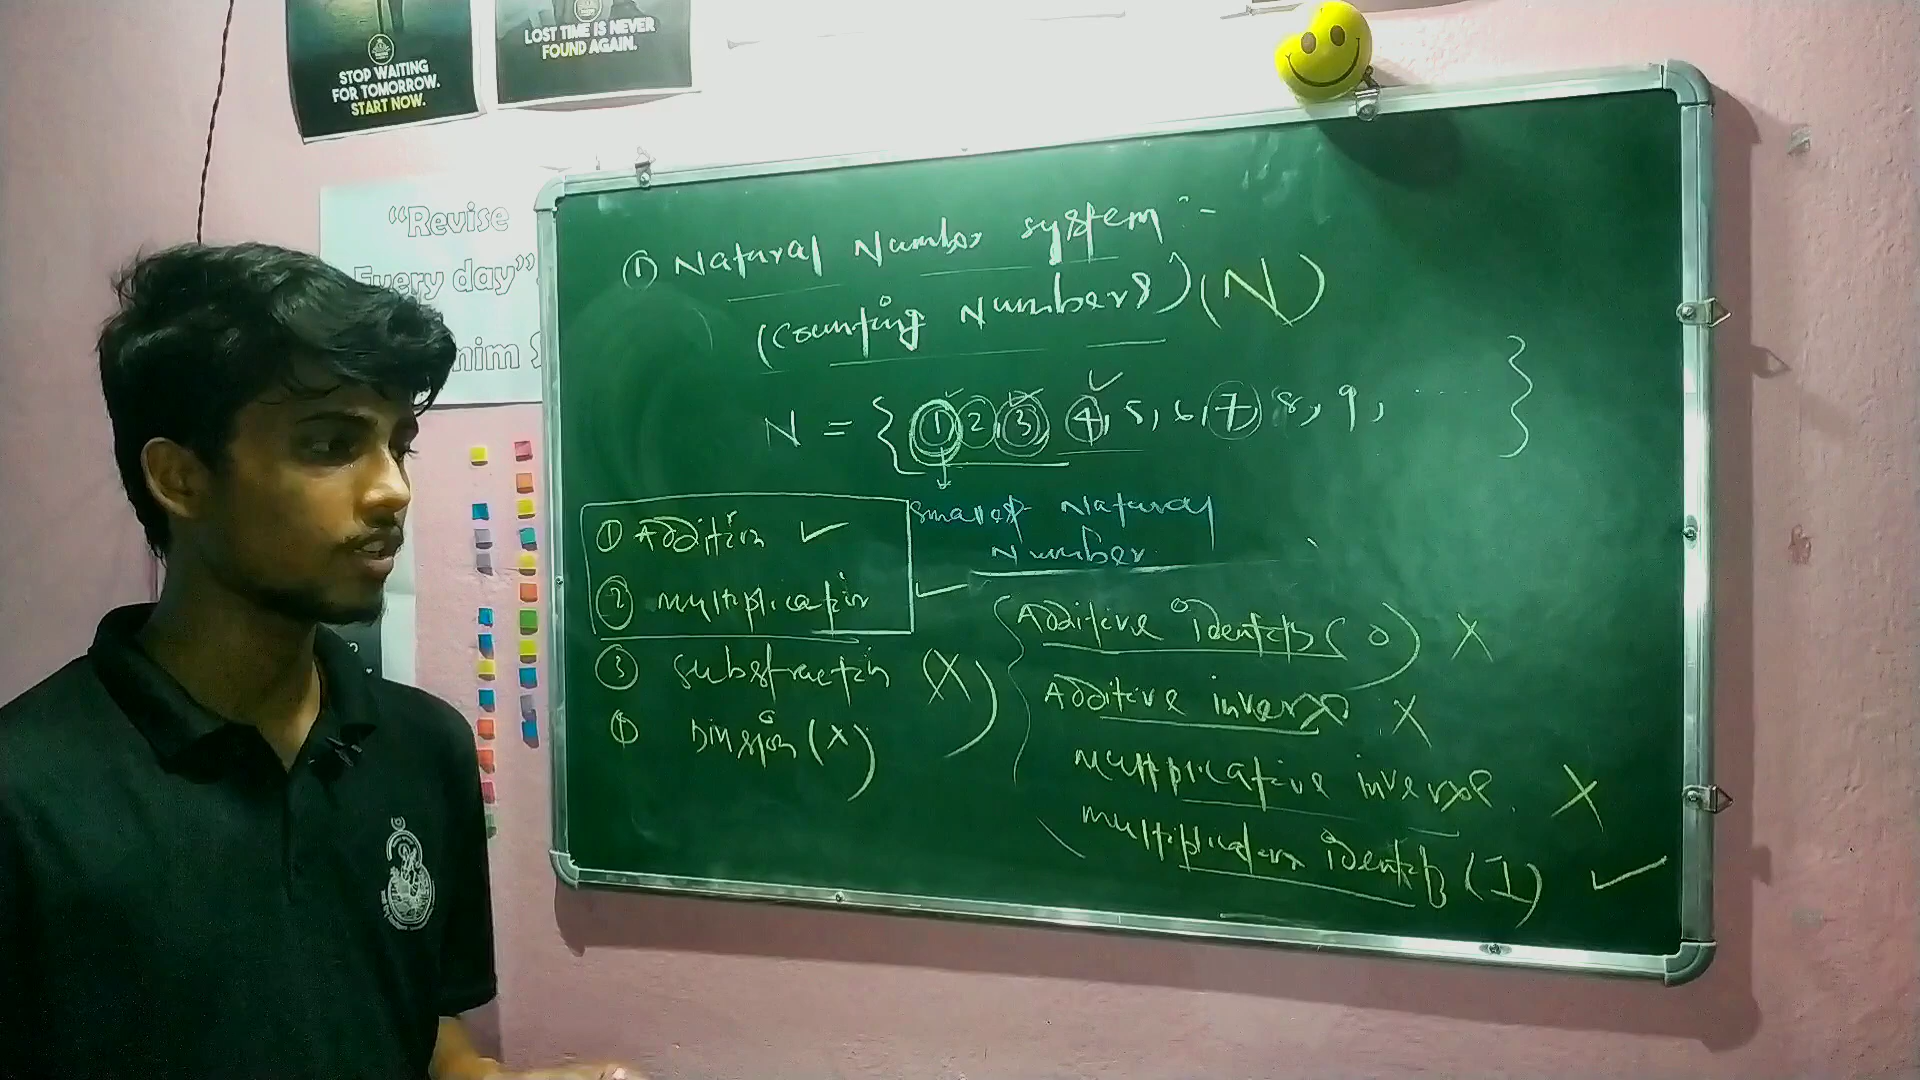 STOP WAITING
FOR TOMORROW.
START NOW.
LOST TIME IS NEVER
FOUND AGAIN.
“Revise
Every day”
① Natural Number system :-
(Counting Numbers) (N)
N = { 1, 2, 3, 4, 5, 6, 7, 8, 9, ...... }
↓
smallest Natural
Number
① Addition ✓
② multiplication ✓
③ substraction (X)
④ Division (X)
Additive identity (0) X
Additive inverse X
multiplicative inverse X
multiplication identity (1) ✓